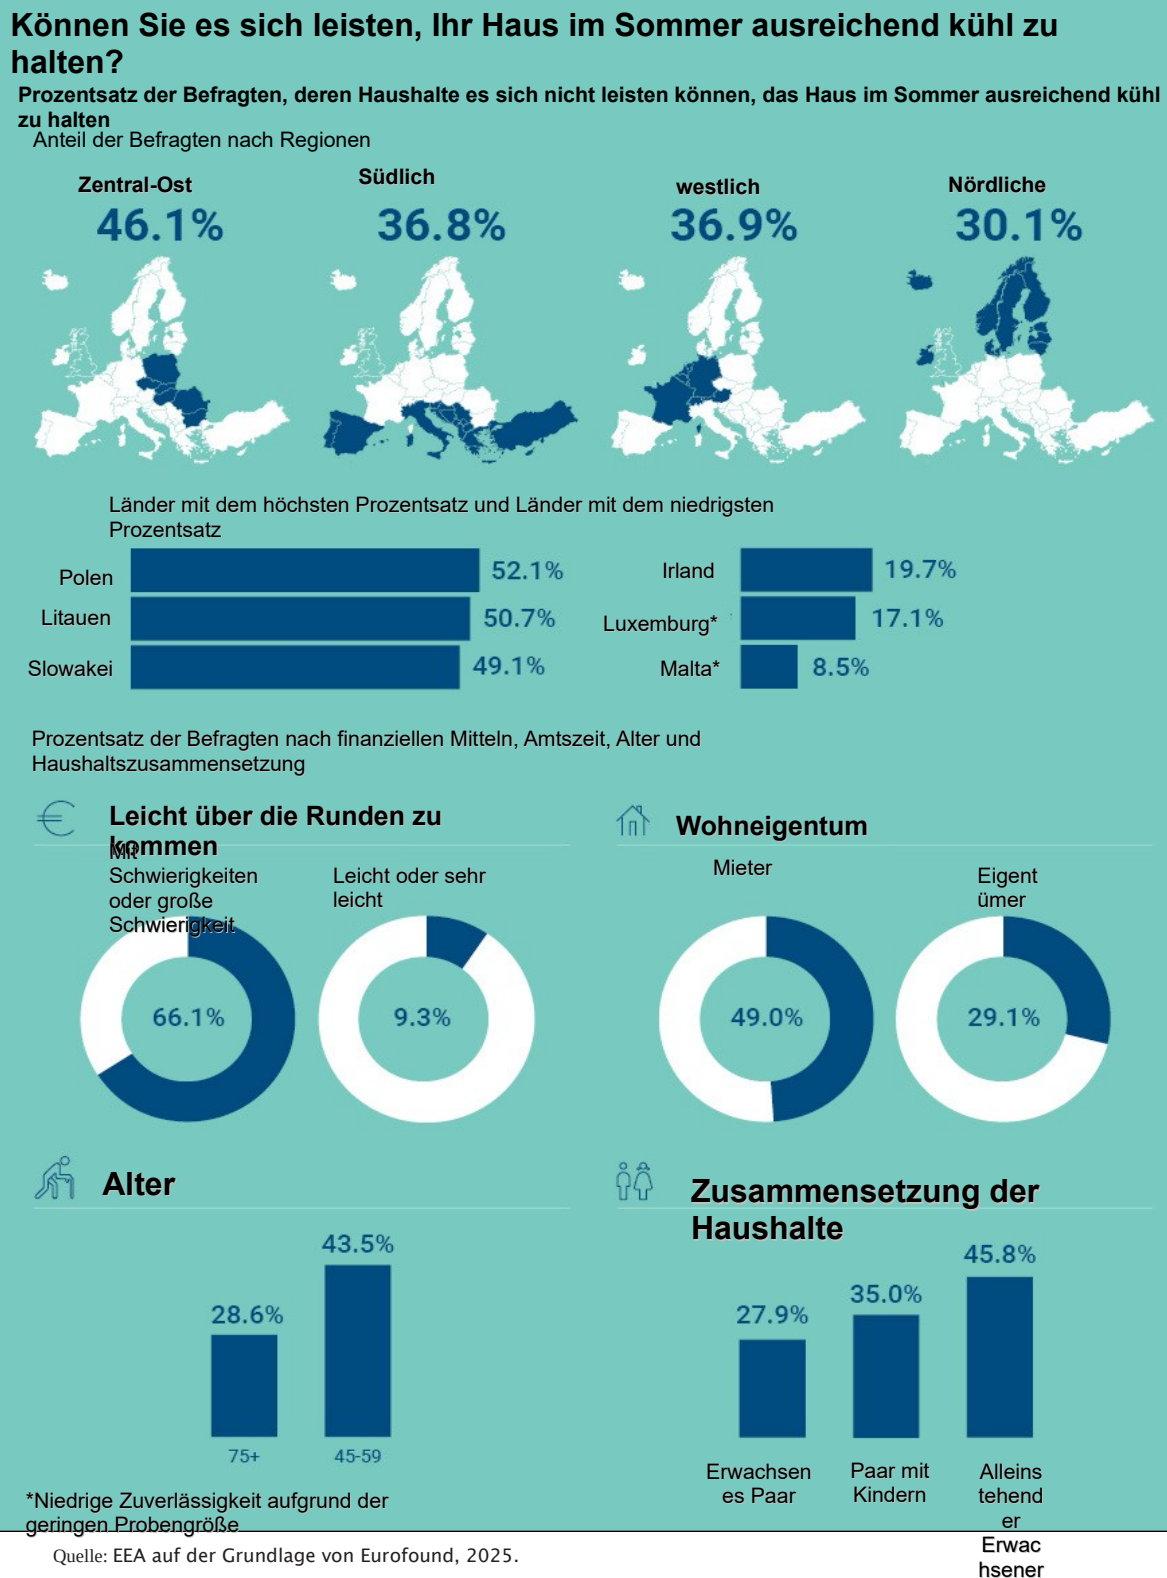 Können Sie es sich leisten, Ihr Haus im Sommer ausreichend kühl zu
halten?
Prozentsatz der Befragten, deren Haushalte es sich nicht leisten können, das Haus im Sommer ausreichend kühl
zu halten
Anteil der Befragten nach Regionen
Zentral-Ost
46.1%
Südlich
36.8%
westlich
36.9%
Nördliche
30.1%
Länder mit dem höchsten Prozentsatz und Länder mit dem niedrigsten
Prozentsatz
Polen 52.1%
Litauen 50.7%
Slowakei 49.1%
Irland 19.7%
Luxemburg* 17.1%
Malta* 8.5%
Prozentsatz der Befragten nach finanziellen Mitteln, Amtszeit, Alter und
Haushaltszusammensetzung
Leicht über die Runden zu
kommen
Mit
Schwierigkeiten
oder große
Schwierigkeit
66.1%
Leicht oder sehr
leicht
9.3%
Wohneigentum
Mieter
49.0%
Eigent
ümer
29.1%
Alter
28.6%
75+
43.5%
45-59
Zusammensetzung der
Haushalte
27.9%
Erwachsen
es Paar
35.0%
Paar mit
Kindern
45.8%
Alleins
tehend
er
Erwac
hsener
*Niedrige Zuverlässigkeit aufgrund der
geringen Probengröße
Quelle: EEA auf der Grundlage von Eurofound, 2025.